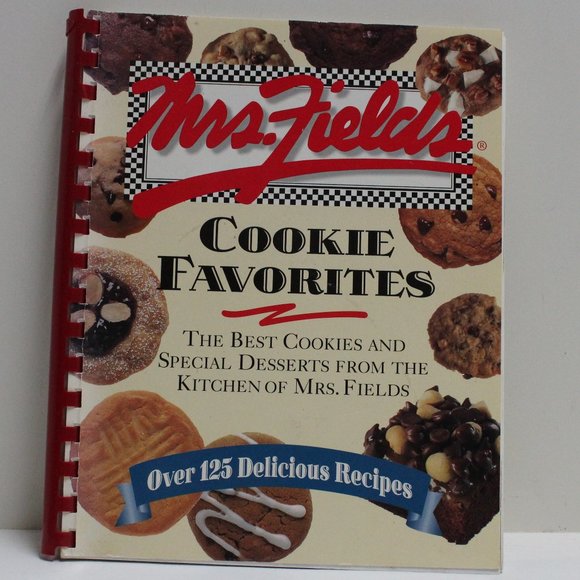 Mrs. Fields®
COOKIE
FAVORITES
THE BEST COOKIES AND
SPECIAL DESSERTS FROM THE
KITCHEN OF MRS. FIELDS
Over 125 Delicious Recipes